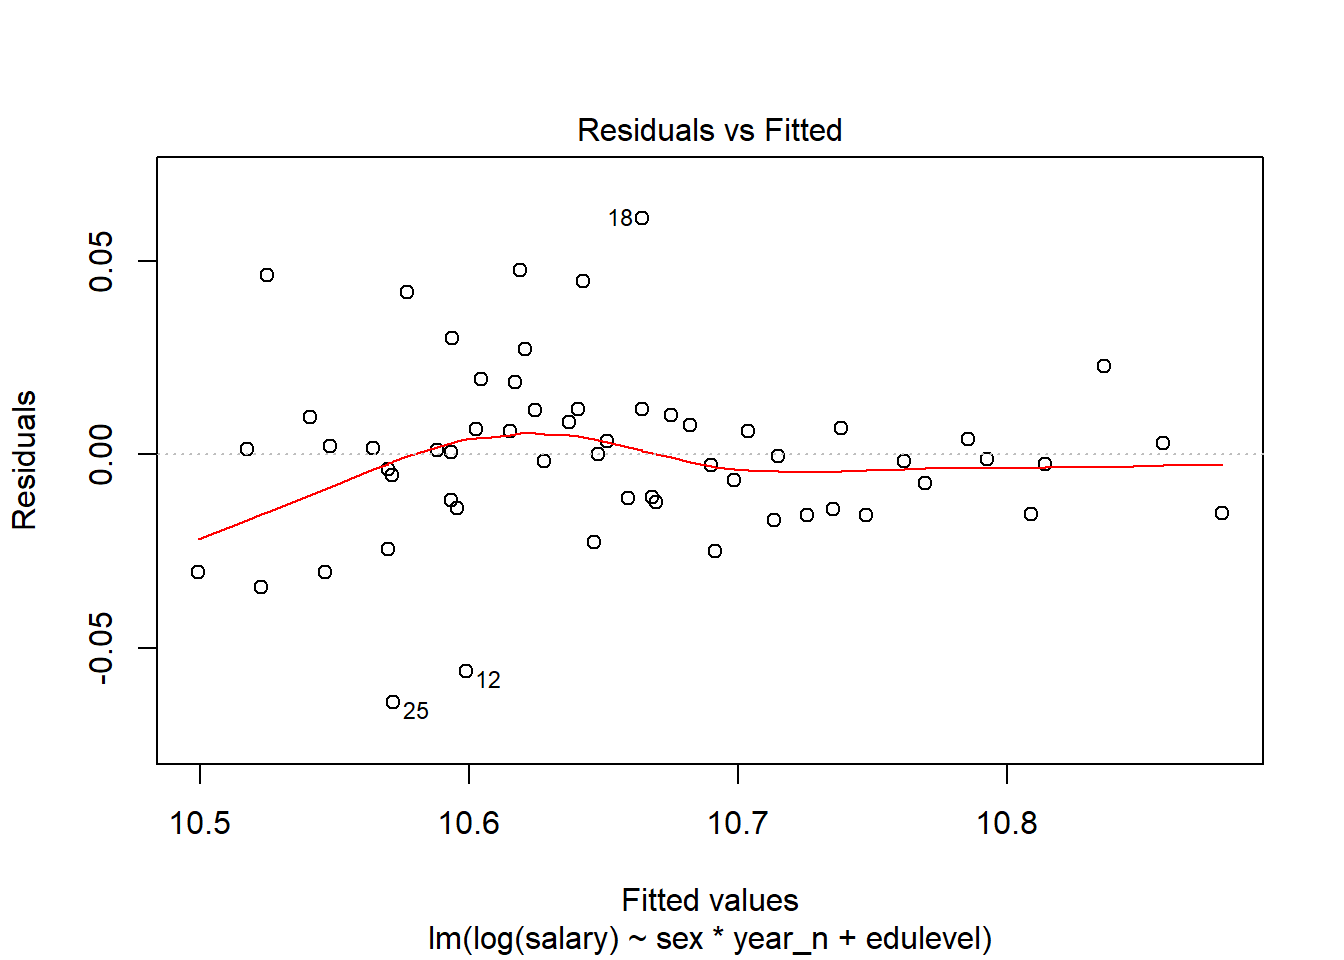 Residuals vs Fitted
Residuals
0.05
0.00
-0.05
18
12
25
10.5 10.6 10.7 10.8
Fitted values
lm(log(salary) ~ sex * year_n + edulevel)